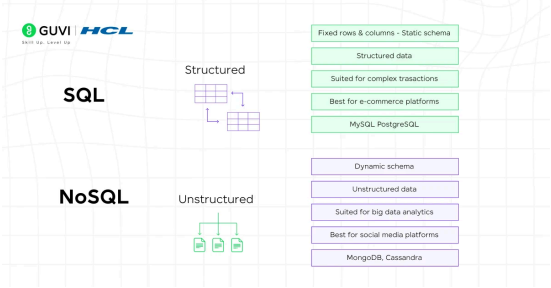 GUVI HCL
Skill Up. Level Up
SQL
Structured
Fixed rows & columns - Static schema
Structured data
Suited for complex trasactions
Best for e-commerce platforms
MySQL PostgreSQL
NoSQL
Unstructured
Dynamic schema
Unstructured data
Suited for big data analytics
Best for social media platforms
MongoDB, Cassandra